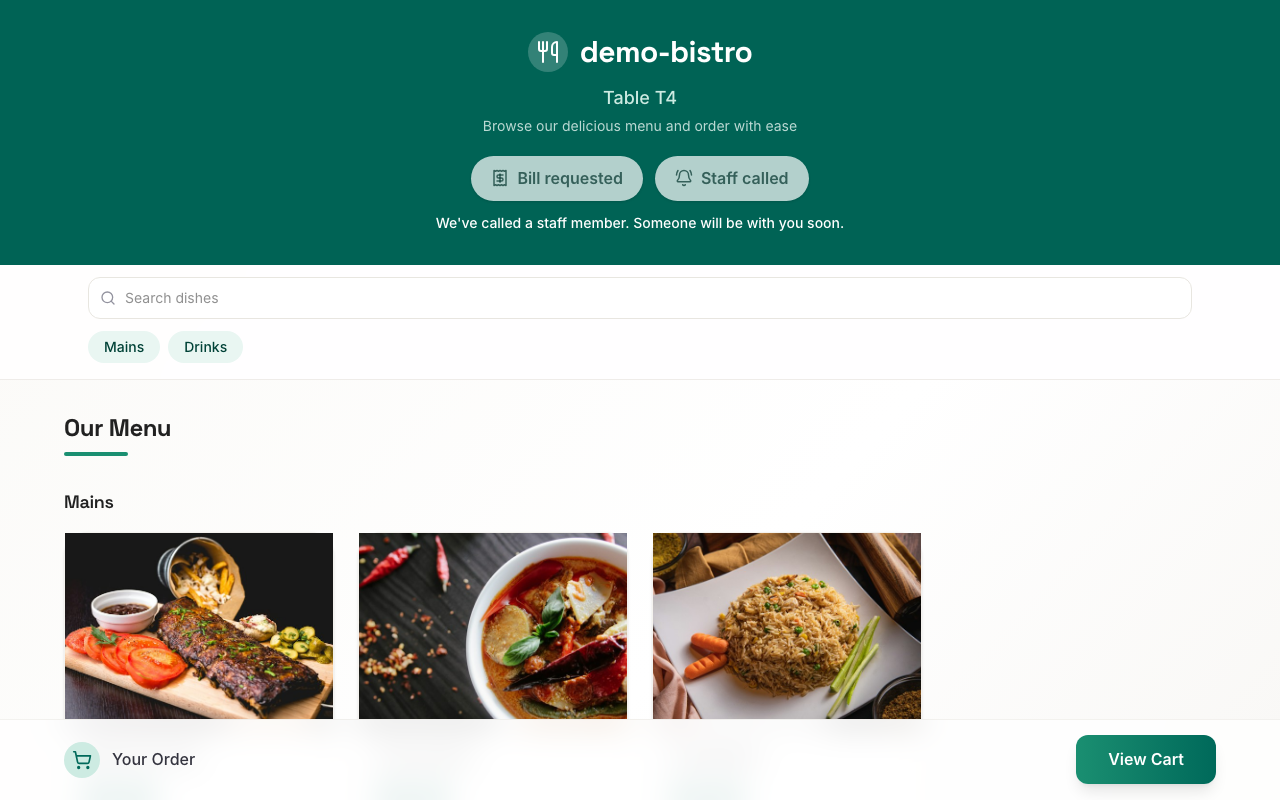 demo-bistro
Table T4
Browse our delicious menu and order with ease
Bill requested
Staff called
We've called a staff member. Someone will be with you soon.
Search dishes
Mains
Drinks
Our Menu
Mains
Your Order
View Cart